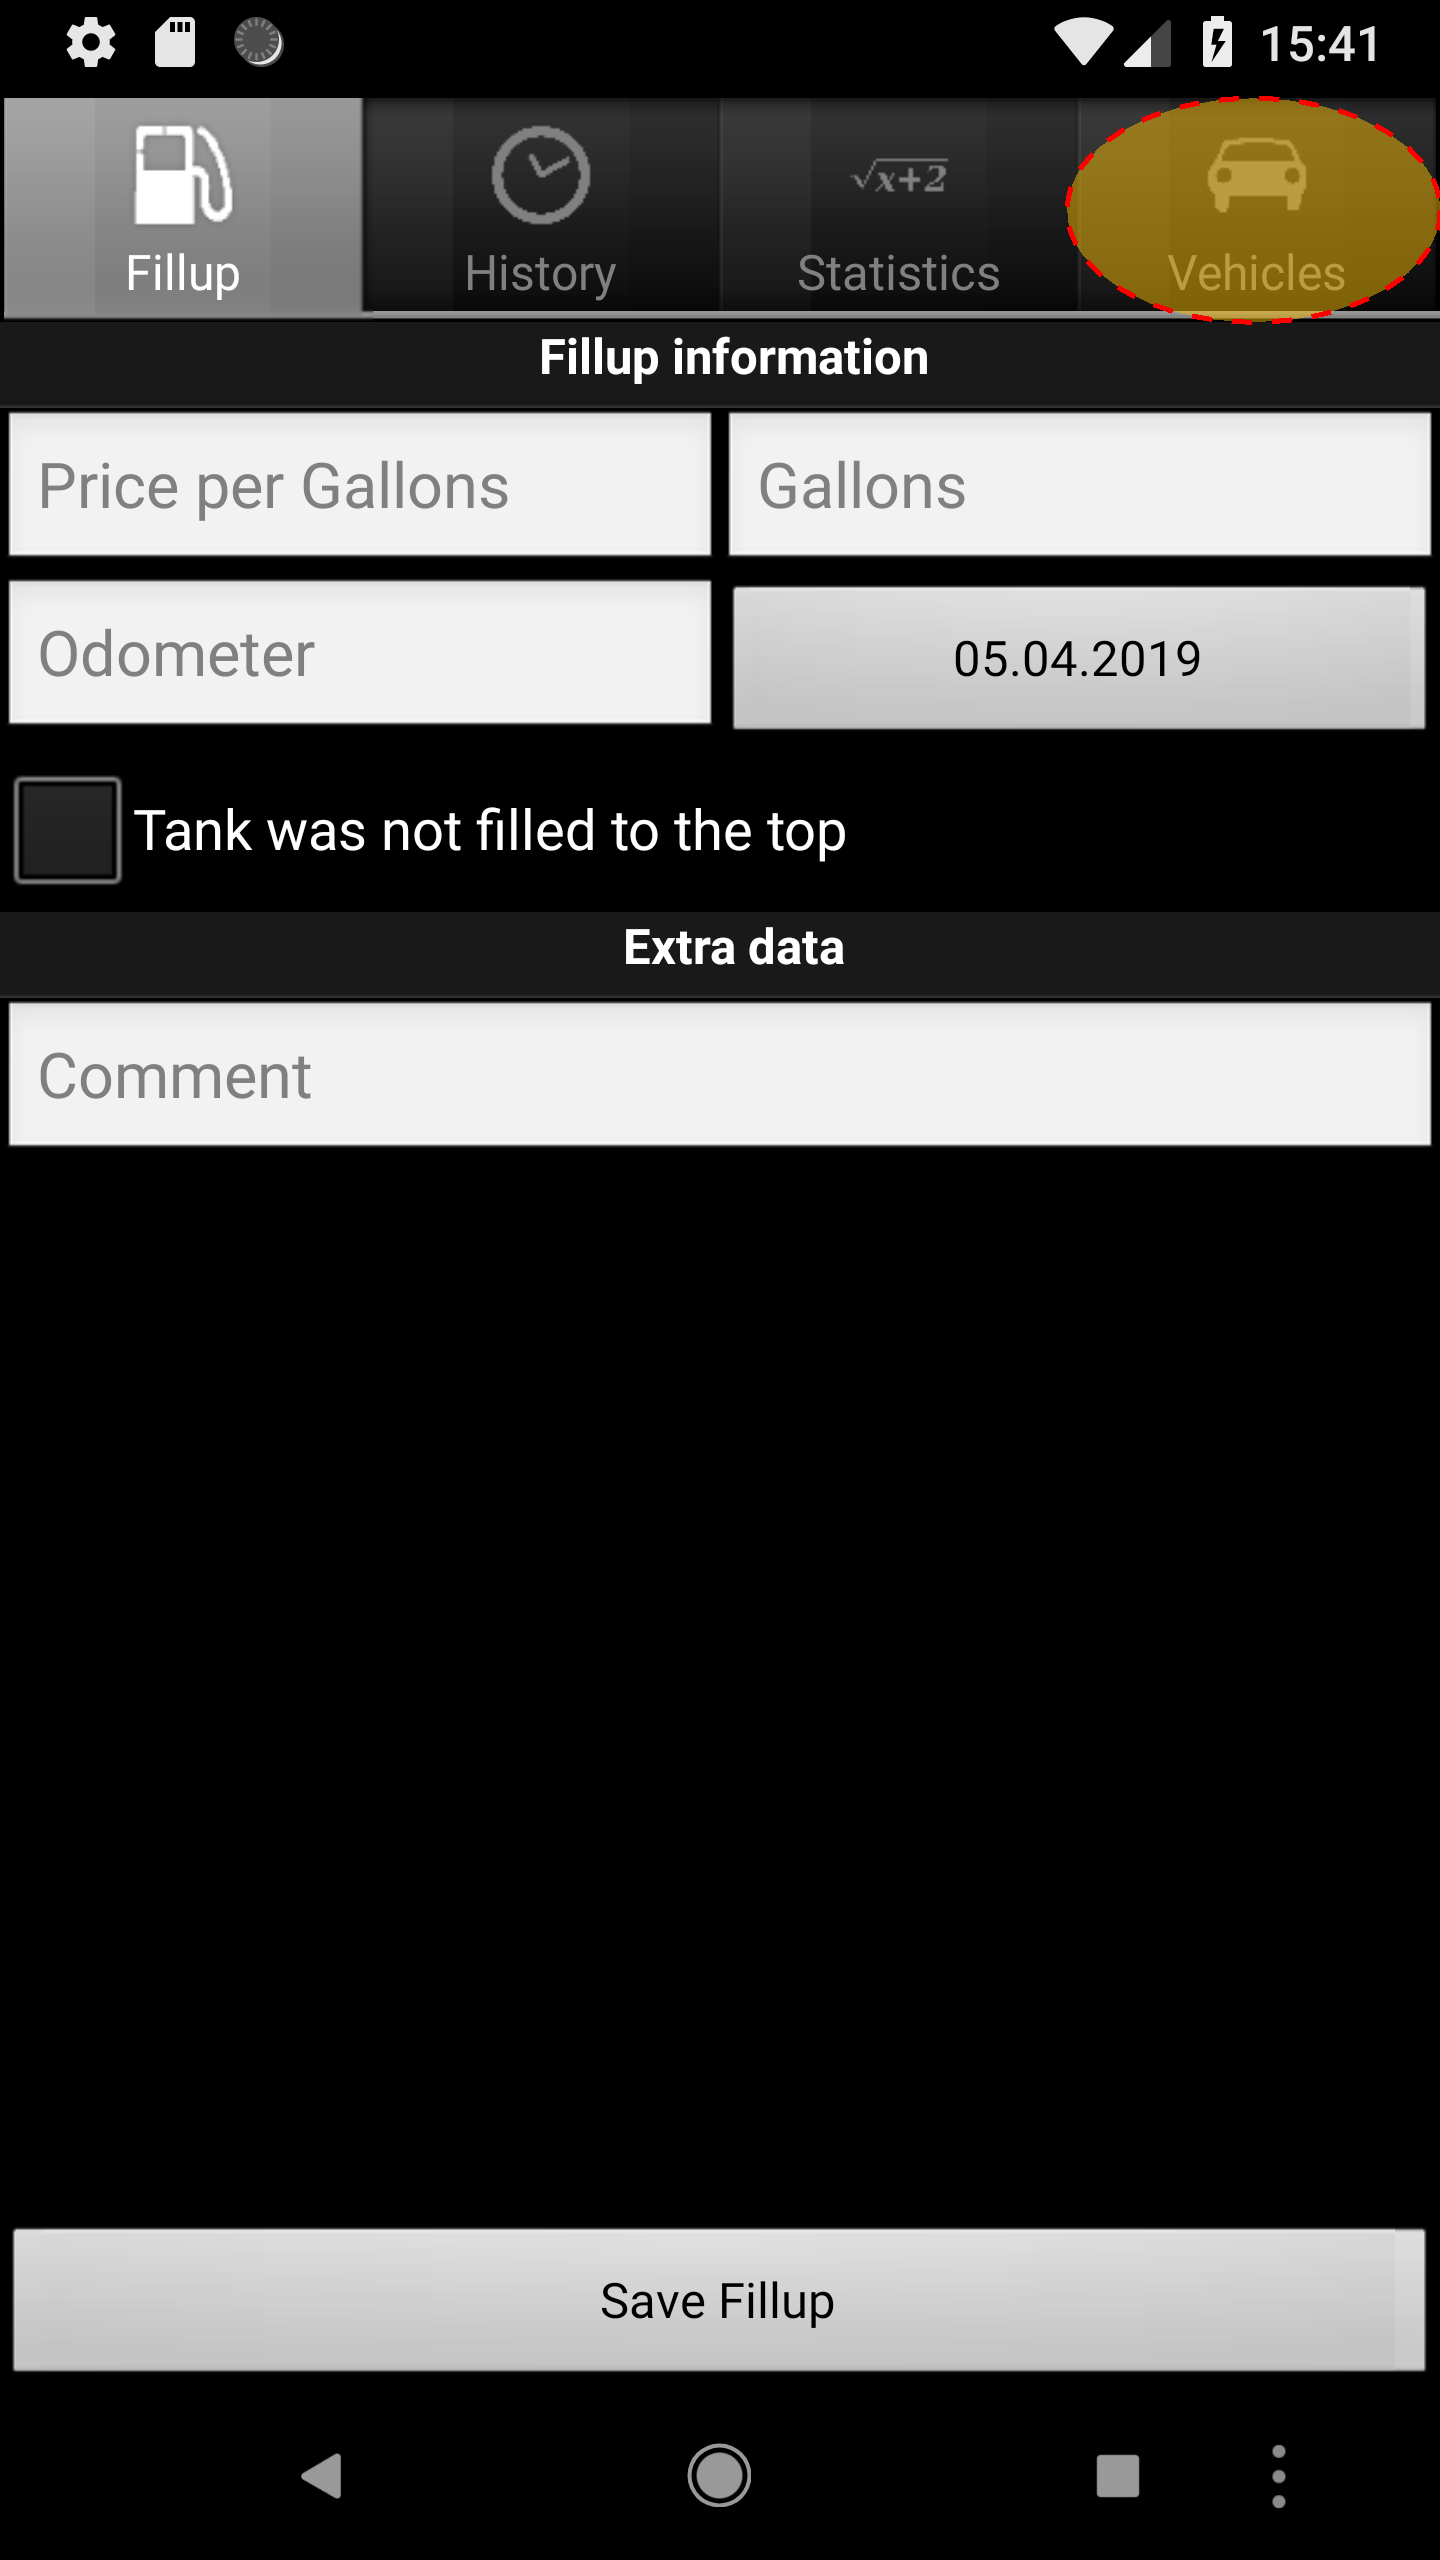 15:41
Fillup
History
√x+2
Statistics
Vehicles
Fillup information
Price per Gallons
Gallons
Odometer
05.04.2019
Tank was not filled to the top
Extra data
Comment
Save Fillup